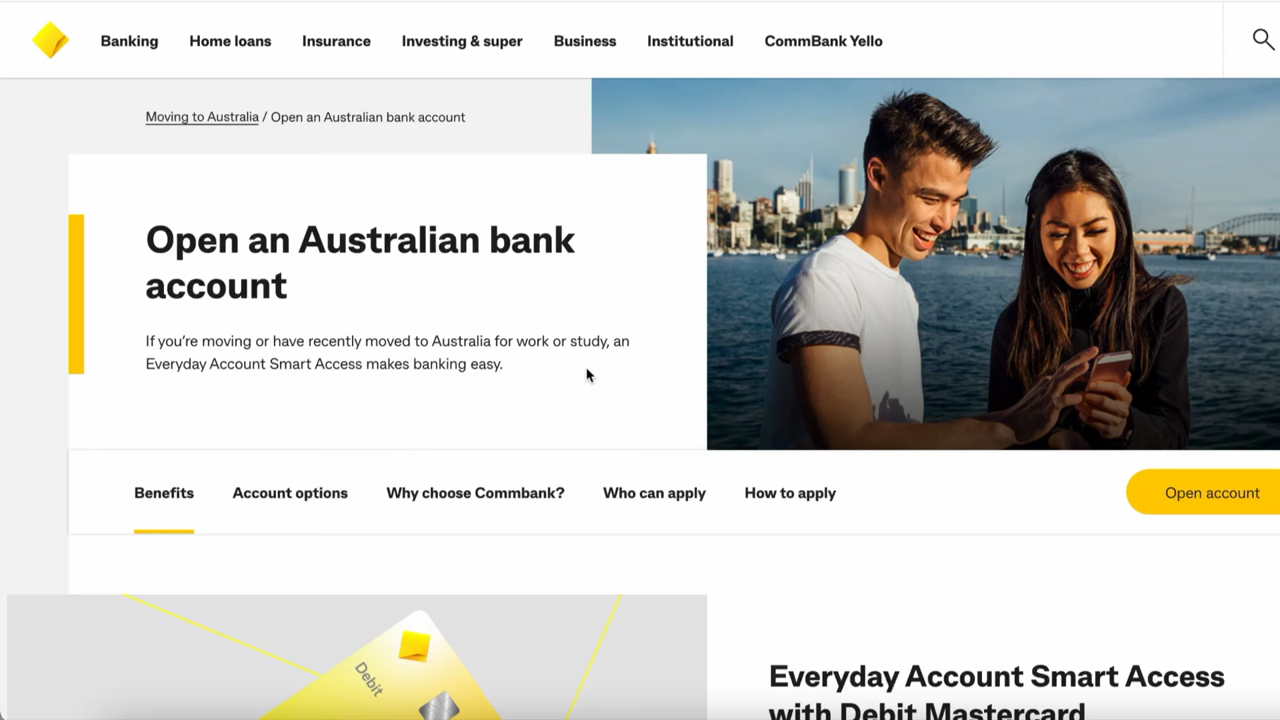 Banking Home loans Insurance Investing & super Business Institutional CommBank Yello
Moving to Australia / Open an Australian bank account
Open an Australian bank
account
If you’re moving or have recently moved to Australia for work or study, an
Everyday Account Smart Access makes banking easy.
Benefits Account options Why choose Commbank? Who can apply How to apply Open account
Debit
Everyday Account Smart Access
with Debit Mastercard